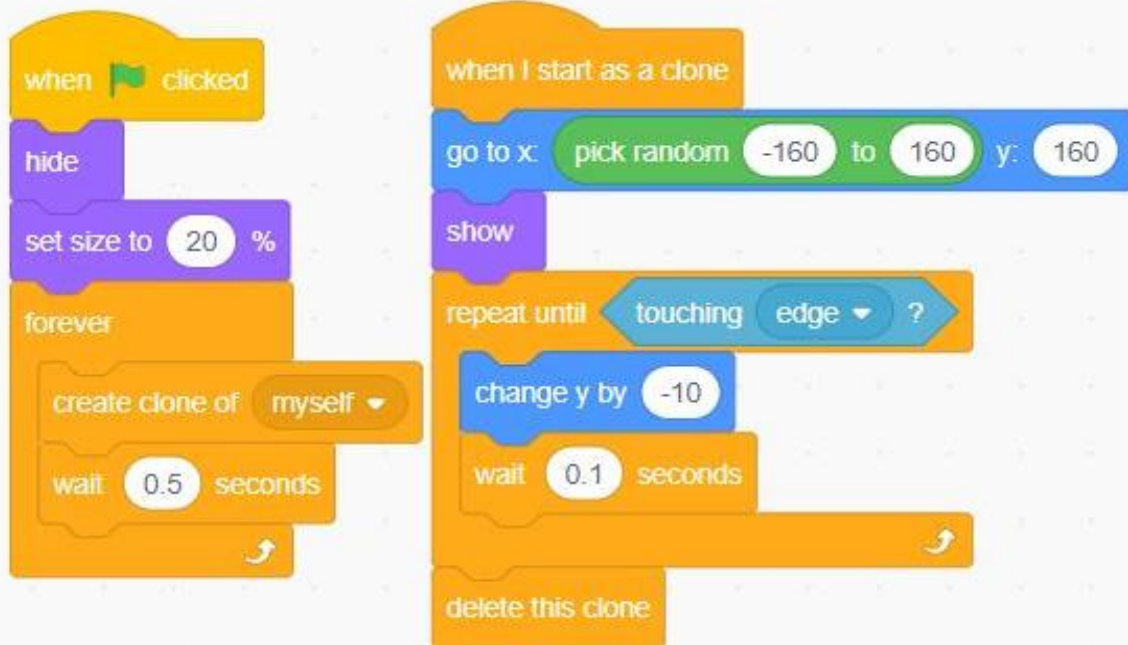 when clicked
hide
set size to 20 %
forever
create clone of myself
wait 0.5 seconds
when I start as a clone
go to x: pick random -160 to 160 y: 160
show
repeat until touching edge ?
change y by -10
wait 0.1 seconds
delete this clone